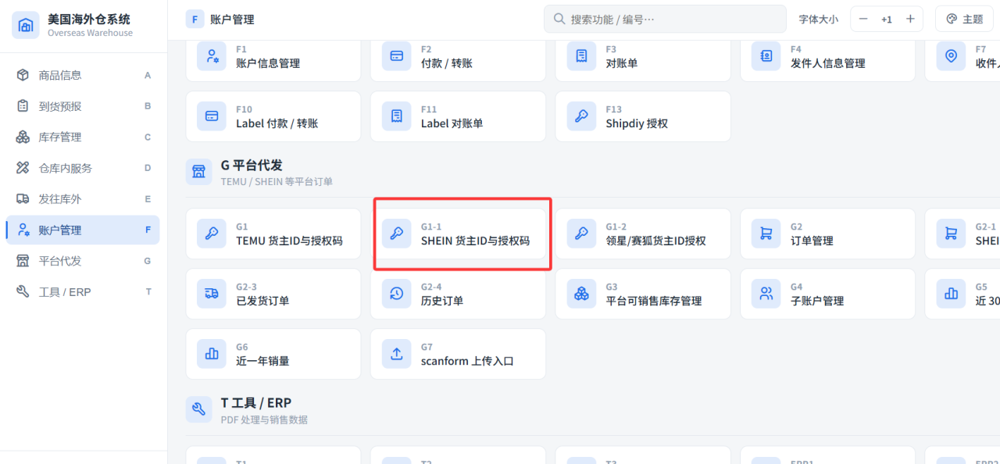 美国海外仓系统
Overseas Warehouse
商品信息 A
到货预报 B
库存管理 C
仓库内服务 D
发往库外 E
账户管理 F
平台代发 G
工具 / ERP T
F 账户管理
搜索功能 / 编号…
字体大小
+1
主题
F1
账户信息管理
F2
付款 / 转账
F3
对账单
F4
发件人信息管理
F7
收件
F10
Label 付款 / 转账
F11
Label 对账单
F13
Shipdiy 授权
G 平台代发
TEMU / SHEIN 等平台订单
G1
TEMU 货主ID与授权码
G1-1
SHEIN 货主ID与授权码
G1-2
领星/赛狐货主ID授权
G2
订单管理
G2-1
SHEI
G2-3
已发货订单
G2-4
历史订单
G3
平台可销售库存管理
G4
子账户管理
G5
近 30
G6
近一年销量
G7
scanform 上传入口
T 工具 / ERP
PDF 处理与销售数据
T1
T2
T3
ERP1
ERP2